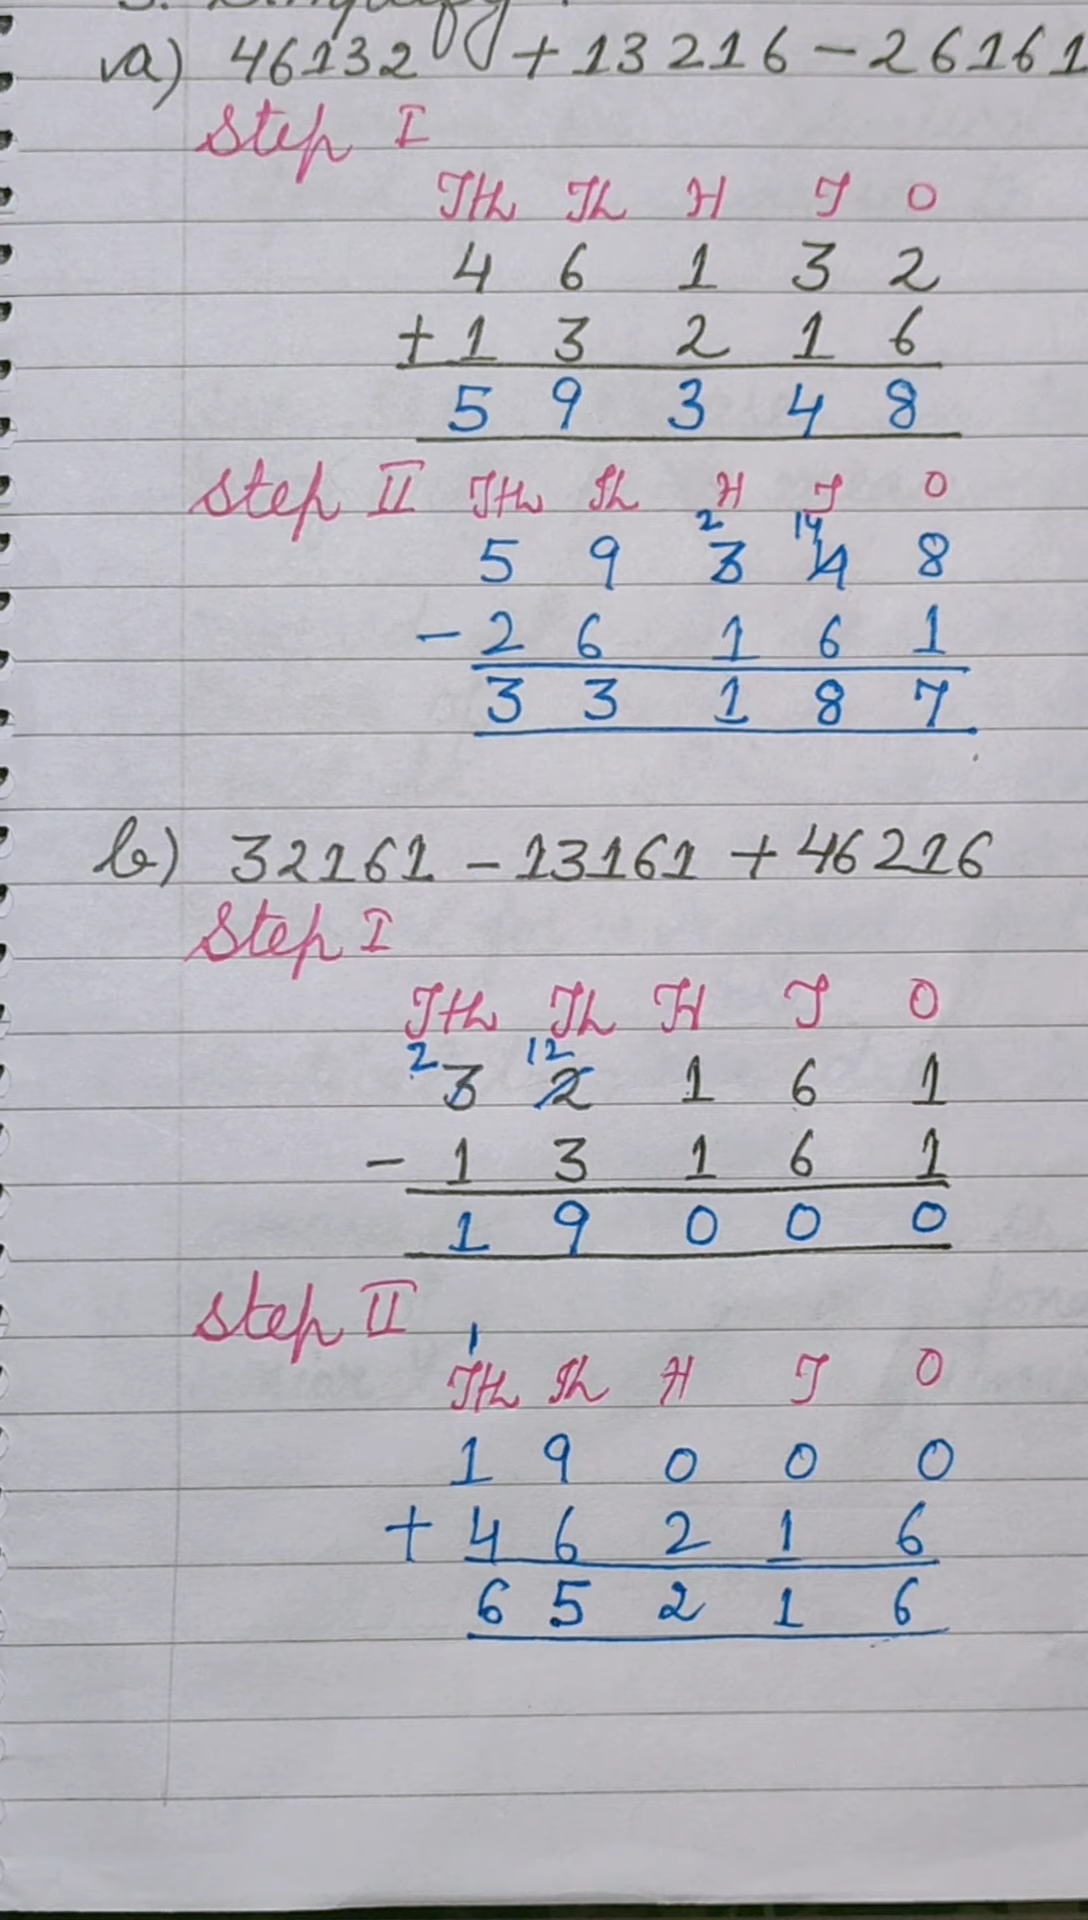 a) 46132 + 13216 - 26161
Step I
Tth Th H T O
4 6 1 3 2
+ 1 3 2 1 6
5 9 3 4 8
Step II Tth Th H T O
2 14
5 9 3 4 8
- 2 6 1 6 1
3 3 1 8 7
b) 32161 - 13161 + 46216
Step I
Tth Th H T O
2 12
3 2 1 6 1
- 1 3 1 6 1
1 9 0 0 0
Step II
1
Tth Th H T O
1 9 0 0 0
+ 4 6 2 1 6
6 5 2 1 6